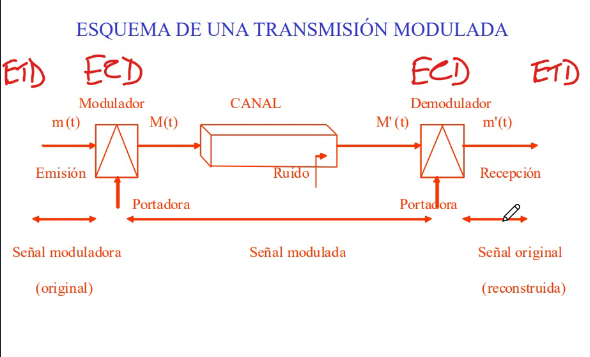 ESQUEMA DE UNA TRANSMISIÓN MODULADA
ETD ECD ECD ETD
Modulador CANAL Demodulador
m(t) M(t) M'(t) m'(t)
Emisión Ruido Recepción
Portadora Portadora
Señal moduladora Señal modulada Señal original
(original) (reconstruida)